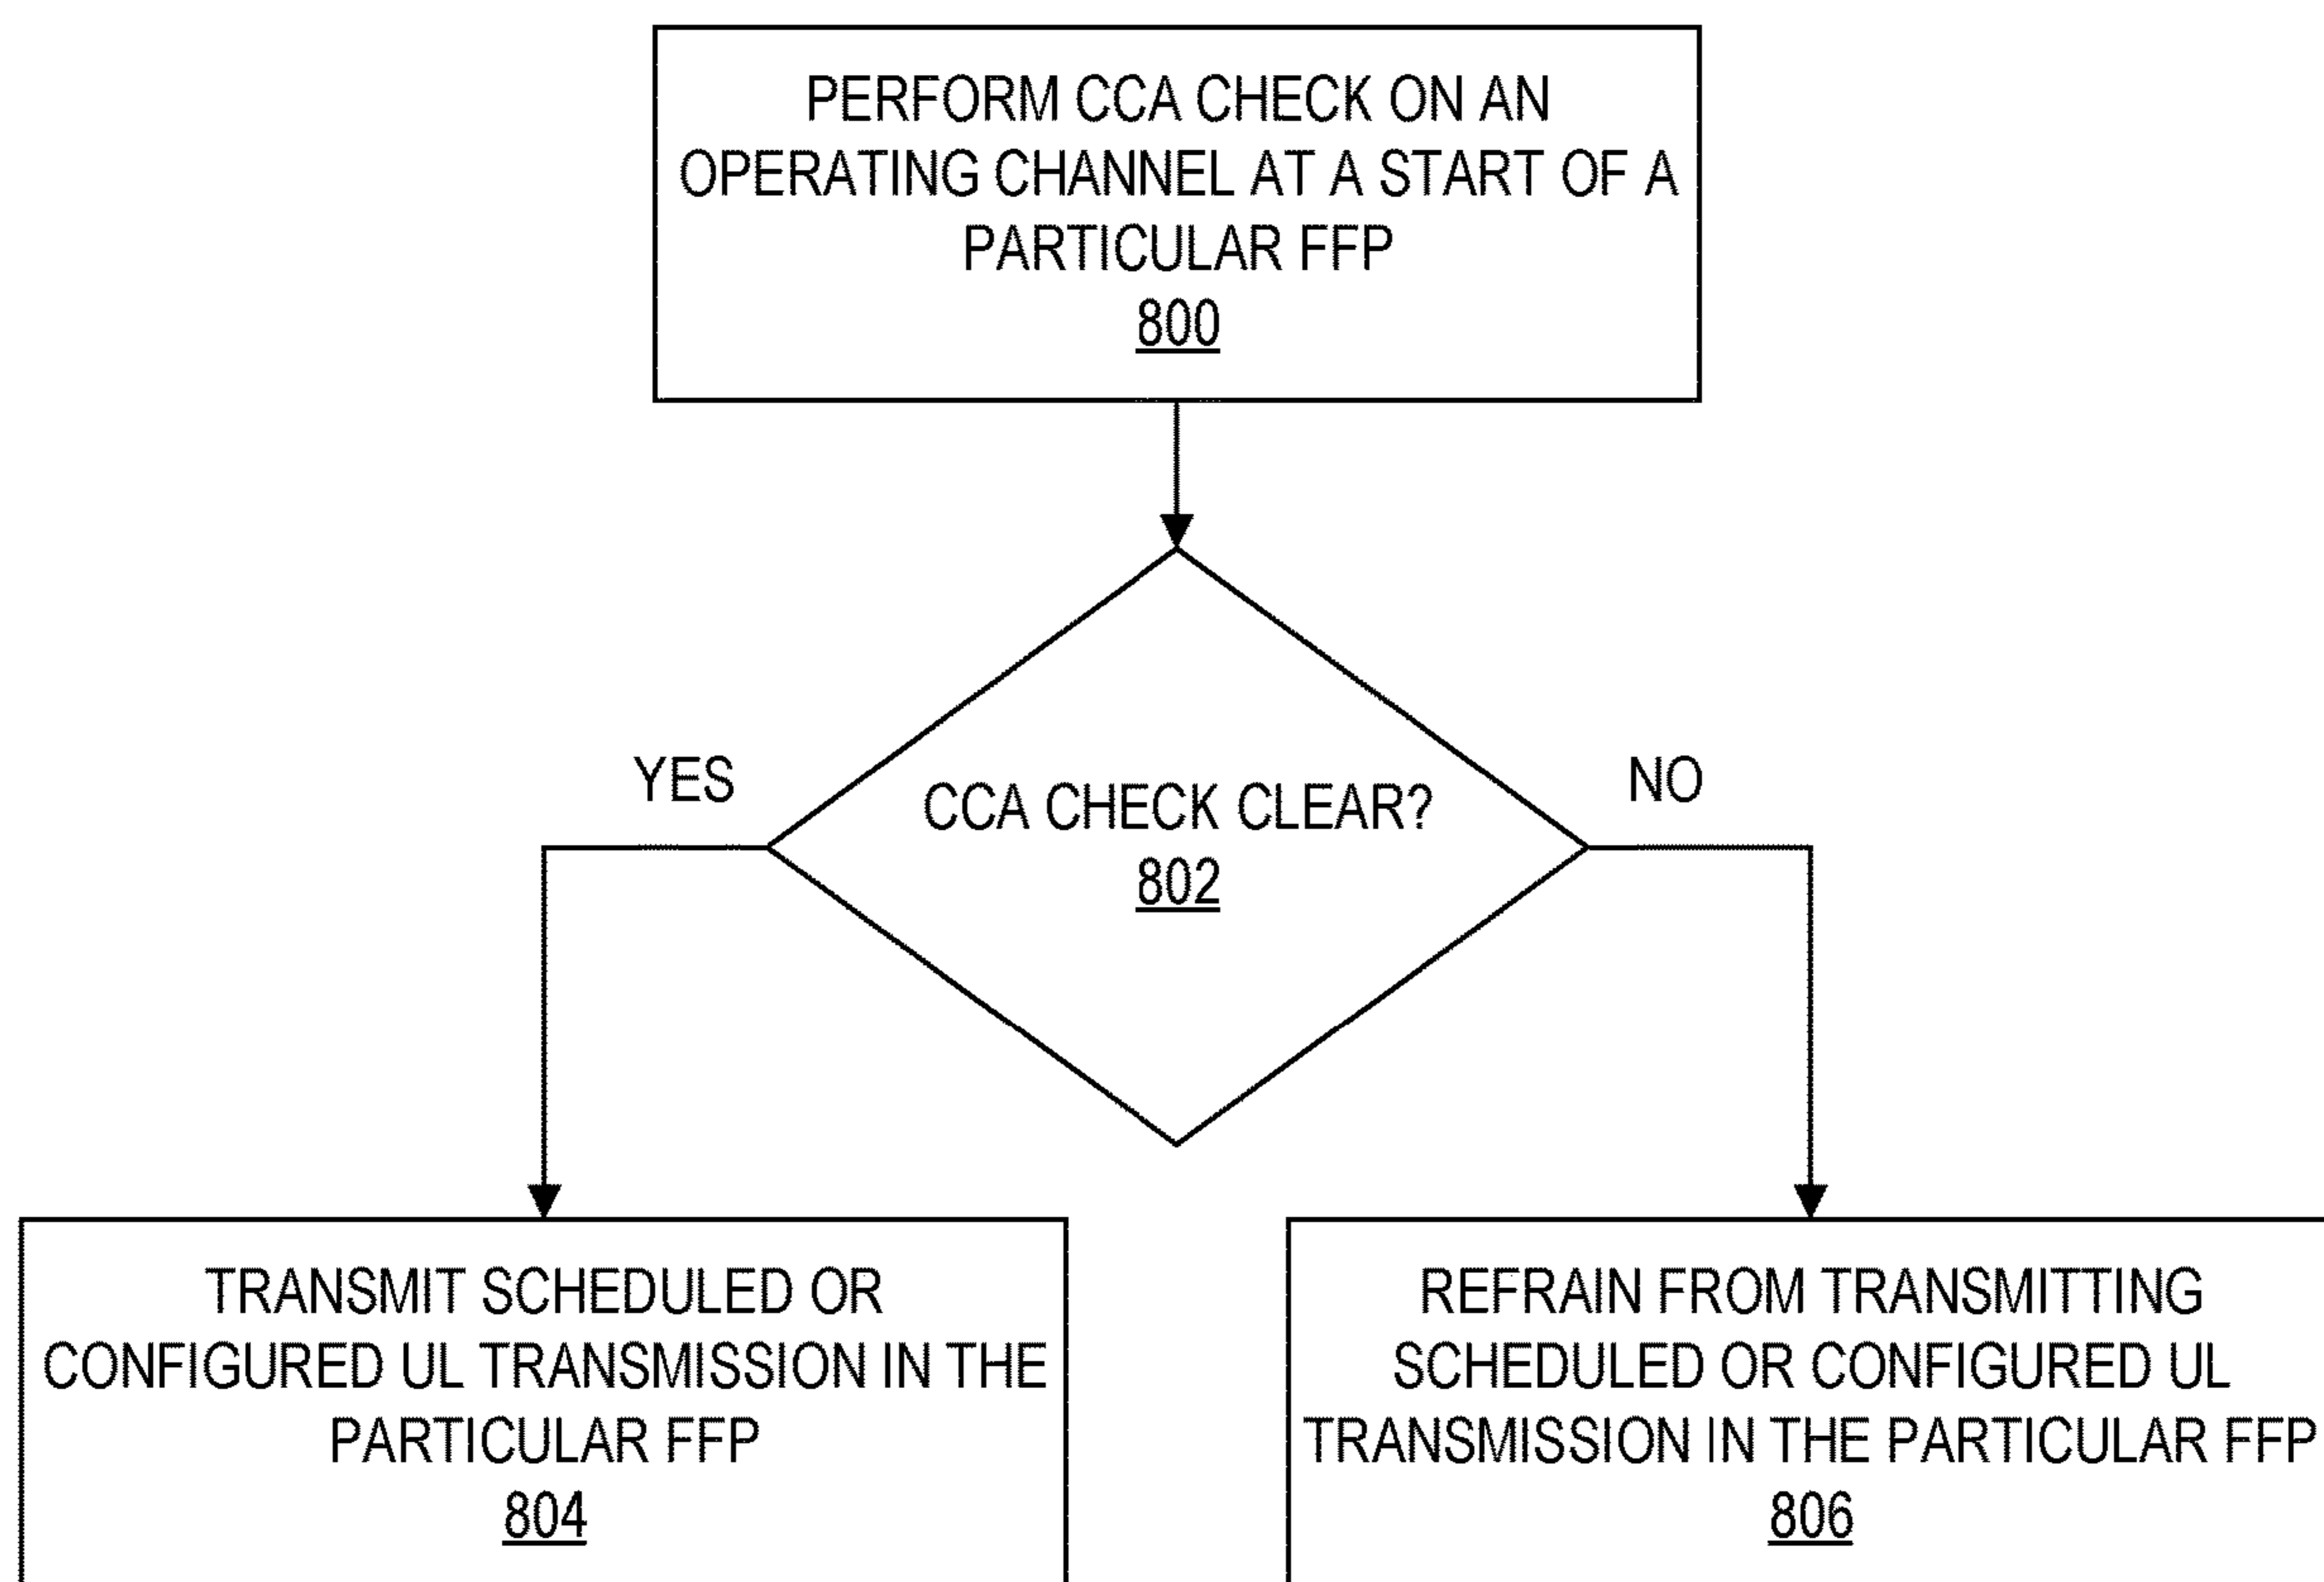 PERFORM CCA CHECK ON AN
OPERATING CHANNEL AT A START OF A
PARTICULAR FFP
800
YES
CCA CHECK CLEAR?
802
NO
TRANSMIT SCHEDULED OR
CONFIGURED UL TRANSMISSION IN THE
PARTICULAR FFP
804
REFRAIN FROM TRANSMITTING
SCHEDULED OR CONFIGURED UL
TRANSMISSION IN THE PARTICULAR FFP
806